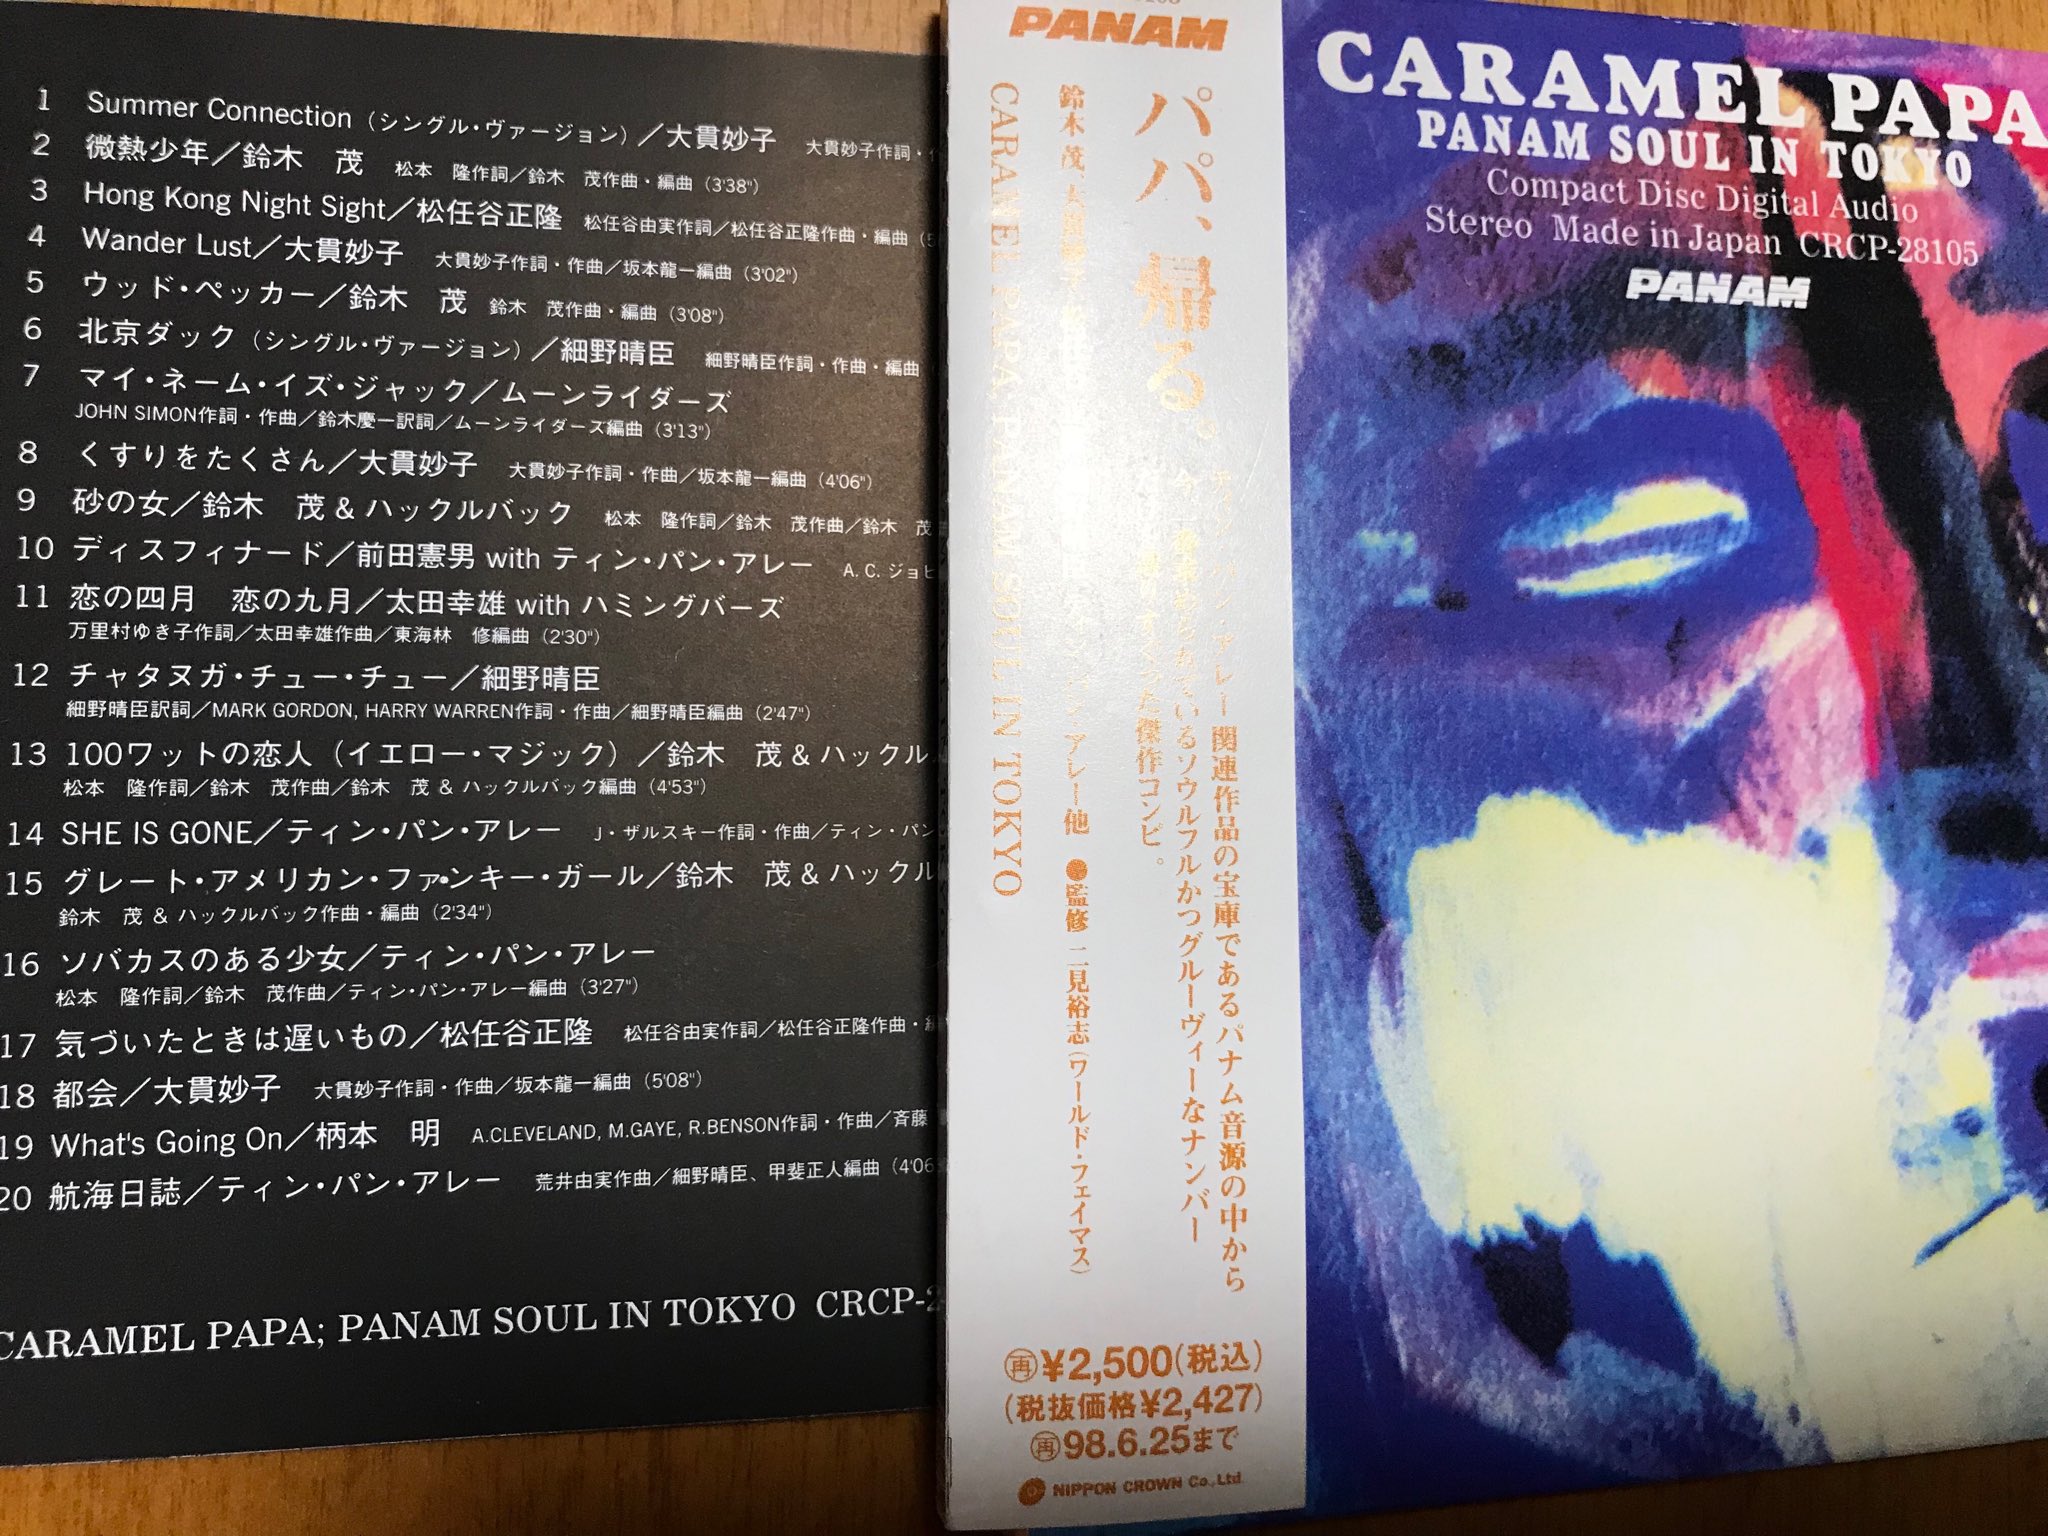 1 Summer Connection（シングル・ヴァージョン）／大貫妙子 大貫妙子作詞・
2 微熱少年／鈴木 茂 松本 隆作詞／鈴木 茂作曲・編曲（3'38"）
3 Hong Kong Night Sight／松任谷正隆 松任谷由実作詞／松任谷正隆作曲・編曲
4 Wander Lust／大貫妙子 大貫妙子作詞・作曲／坂本龍一編曲（3'02"）
5 ウッド・ペッカー／鈴木 茂 鈴木 茂作曲・編曲（3'08"）
6 北京ダック（シングル・ヴァージョン）／細野晴臣 細野晴臣作詞・作曲・編曲
7 マイ・ネーム・イズ・ジャック／ムーンライダーズ
JOHN SIMON作詞・作曲／鈴木慶一訳詞／ムーンライダーズ編曲（3'13"）
8 くすりをたくさん／大貫妙子 大貫妙子作詞・作曲／坂本龍一編曲（4'06"）
9 砂の女／鈴木 茂 & ハックルバック 松本 隆作詞／鈴木 茂作曲／鈴木 茂
10 ディスフィナード／前田憲男 with ティン・パン・アレー A. C. ジョビ
11 恋の四月 恋の九月／太田幸雄 with ハミングバーズ
万里村ゆき子作詞／太田幸雄作曲／東海林 修編曲（2'30"）
12 チャタヌガ・チュー・チュー／細野晴臣
細野晴臣訳詞／MARK GORDON, HARRY WARREN作詞・作曲／細野晴臣編曲（2'47"）
13 100ワットの恋人（イエロー・マジック）／鈴木 茂 & ハックル
松本 隆作詞／鈴木 茂作曲／鈴木 茂 & ハックルバック編曲（4'53"）
14 SHE IS GONE／ティン・パン・アレー J・ザルスキー作詞・作曲／ティン・パン
15 グレート・アメリカン・ファンキー・ガール／鈴木 茂 & ハックル
鈴木 茂 & ハックルバック作曲・編曲（2'34"）
16 ソバカスのある少女／ティン・パン・アレー
松本 隆作詞／鈴木 茂作曲／ティン・パン・アレー編曲（3'27"）
17 気づいたときは遅いもの／松任谷正隆 松任谷由実作詞／松任谷正隆作曲・
18 都会／大貫妙子 大貫妙子作詞・作曲／坂本龍一編曲（5'08"）
19 What's Going On／柄本 明 A.CLEVELAND, M.GAYE, R.BENSON作詞・作曲／斉藤
20 航海日誌／ティン・パン・アレー 荒井由実作曲／細野晴臣、甲斐正人編曲（4'06
CARAMEL PAPA; PANAM SOUL IN TOKYO CRCP-2
PANAM
パパ、帰る。
ティン・パン・アレー関連作品の宝庫であるパナム音源の中から
今一番求められているソウルフルかつグルーヴィーなナンバー
った傑作コンピ。
鈴木 茂、大貫妙子、ティン・パン・アレー他 ●監修 二見裕志（ワールド・フェイマス）
CARAMEL PAPA; PANAM SOUL IN TOKYO
再¥2,500(税込)
(税抜価格¥2,427)
再98.6.25まで
NIPPON CROWN Co., Ltd.
CARAMEL PAPA
PANAM SOUL IN TOKYO
Compact Disc Digital Audio
Stereo Made in Japan CRCP-28105
PANAM